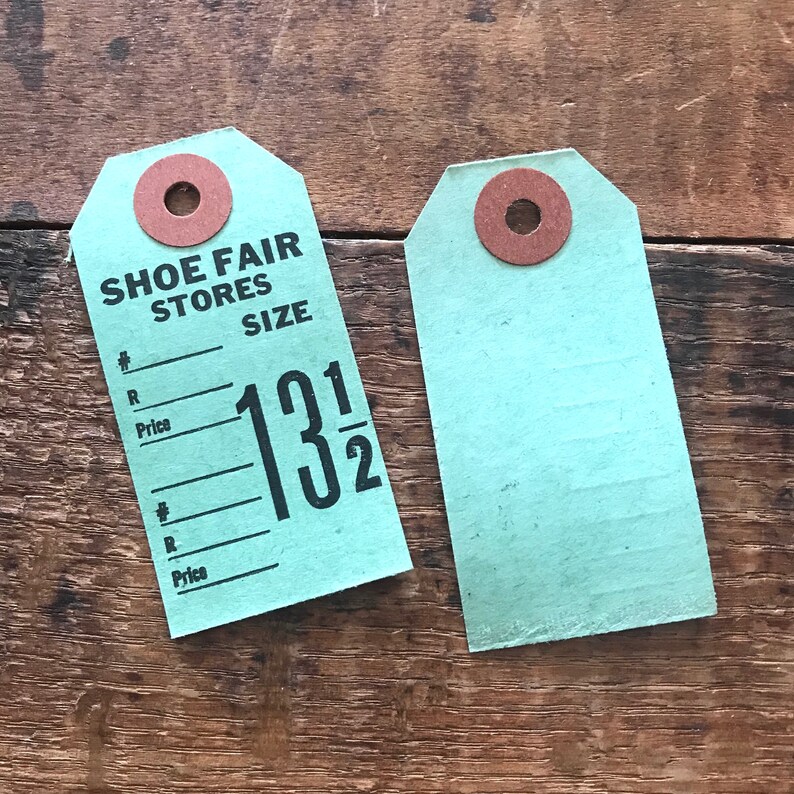 SHOE FAIR
STORES
SIZE
#
R
Price
13 1/2
#
R
Price